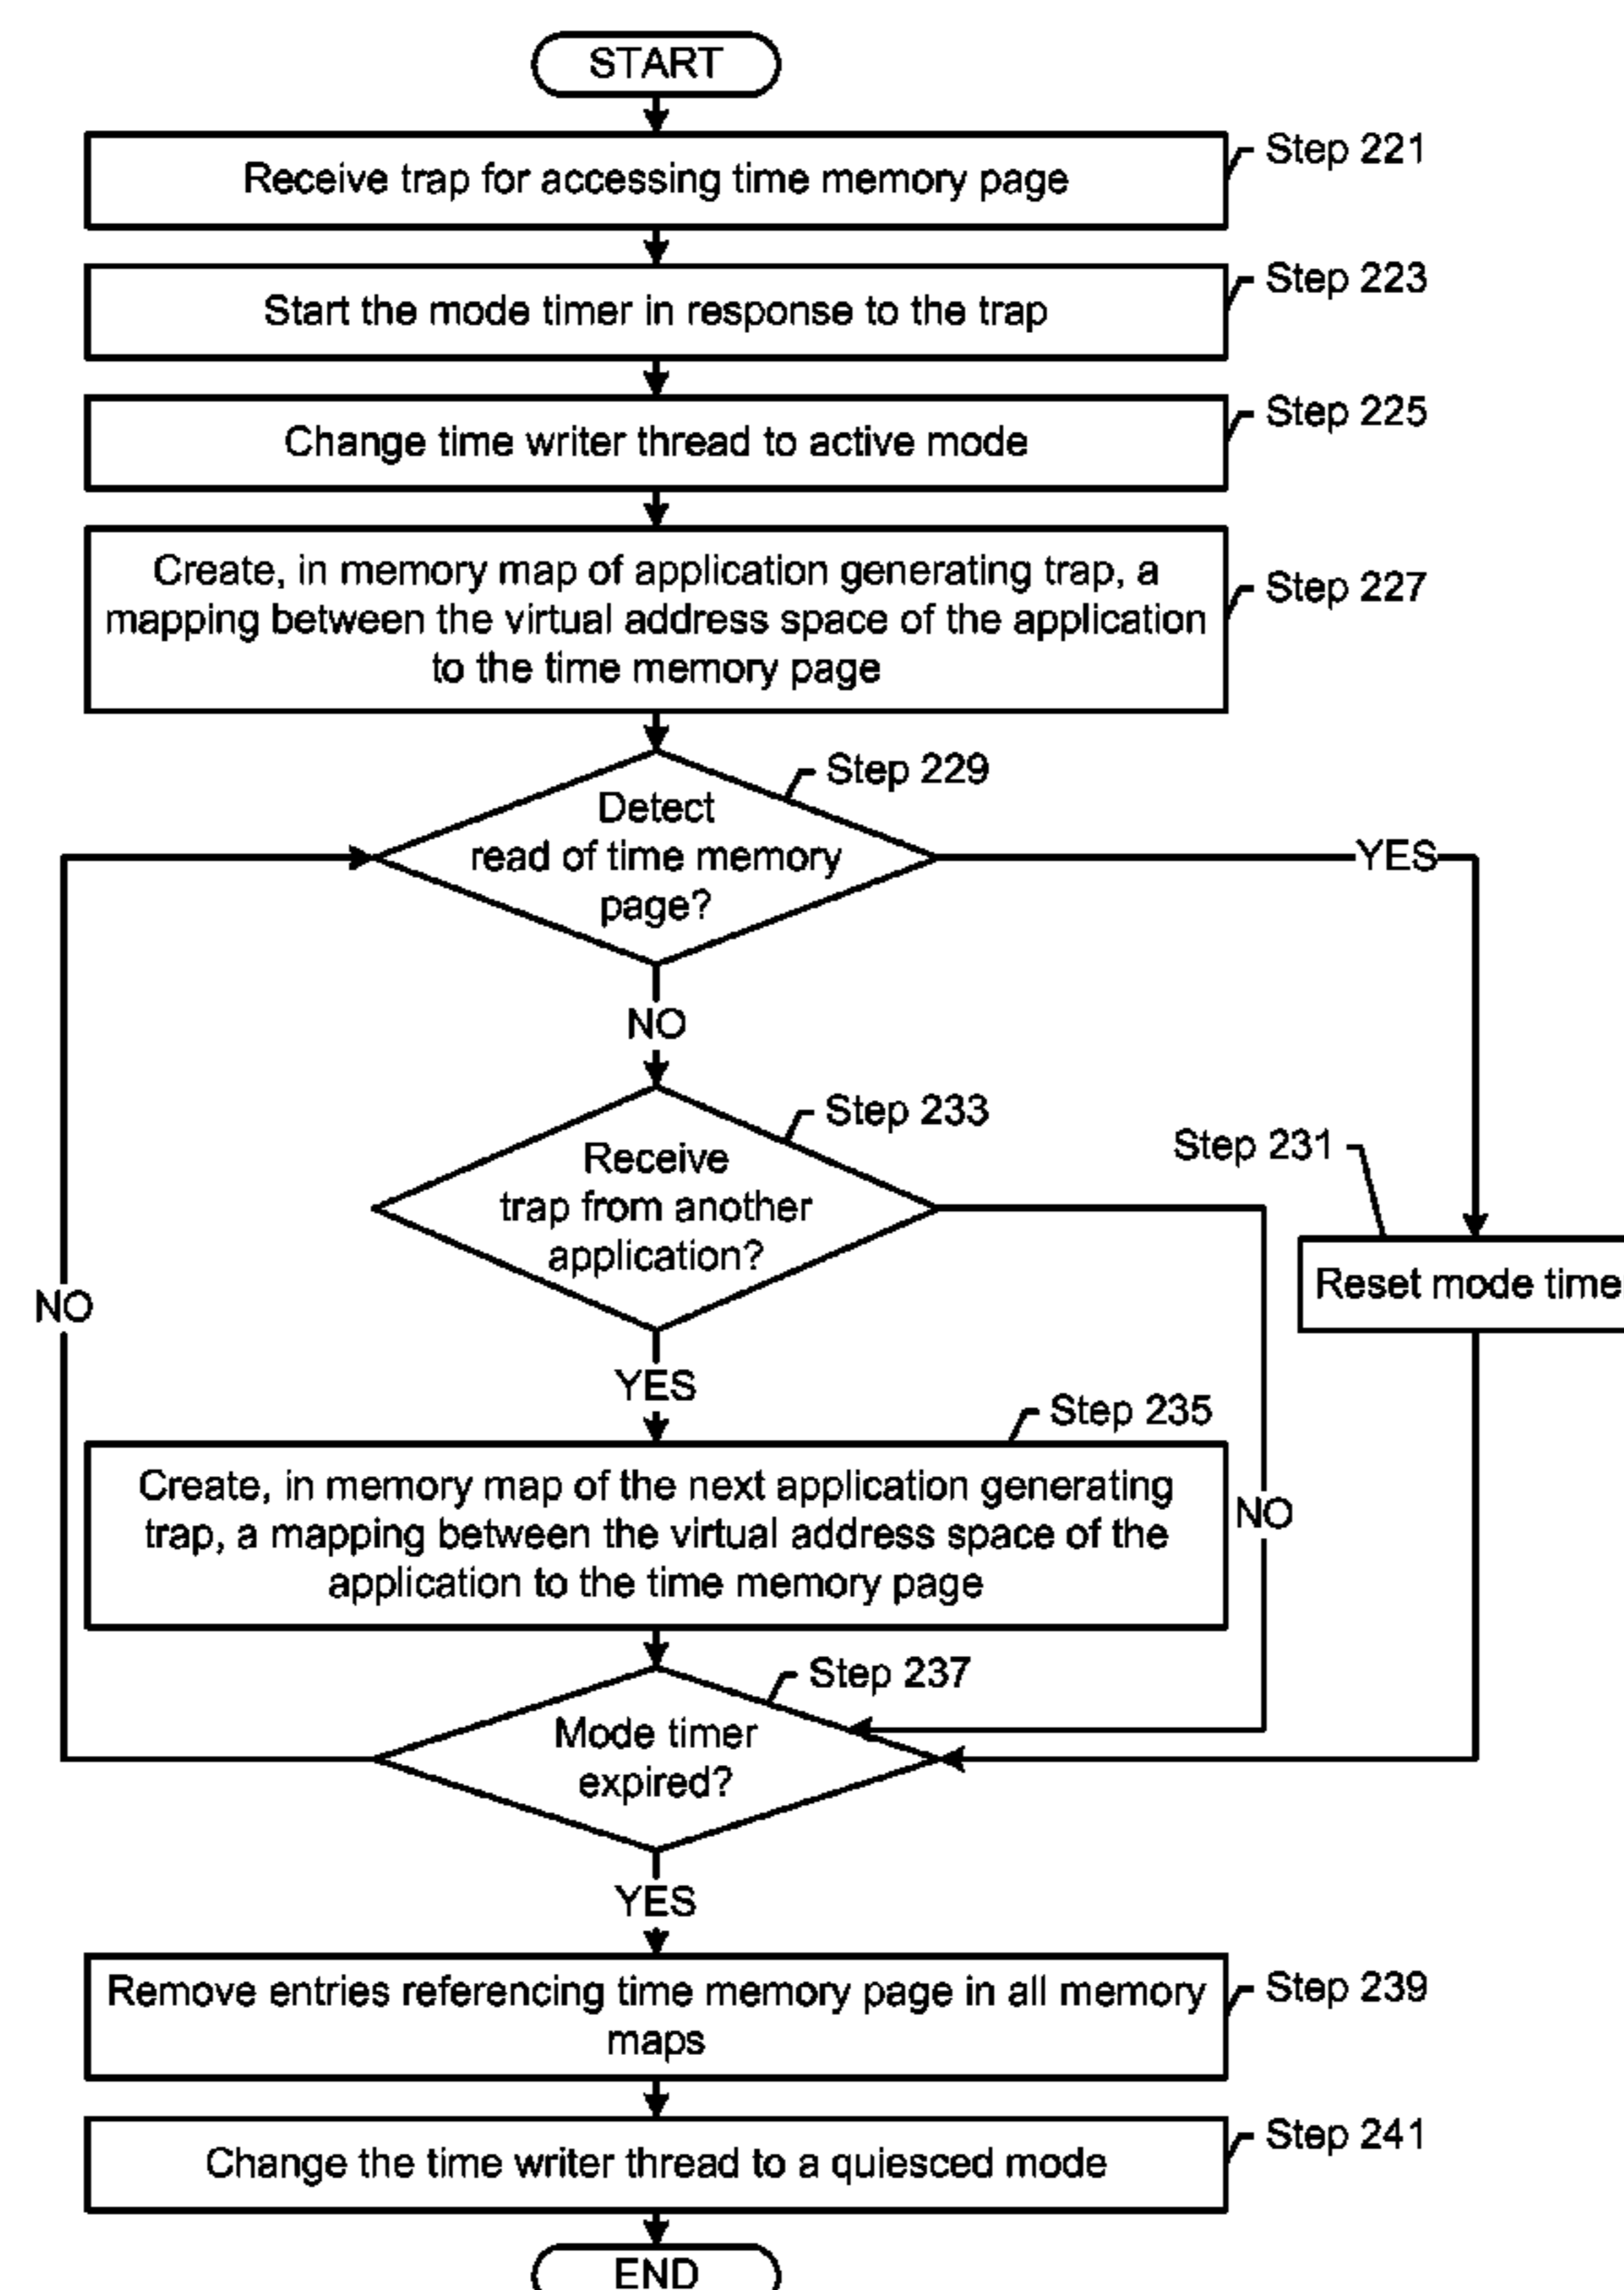 START
Receive trap for accessing time memory page
Step 221
Start the mode timer in response to the trap
Step 223
Change time writer thread to active mode
Step 225
Create, in memory map of application generating trap, a
mapping between the virtual address space of the application
to the time memory page
Step 227
Step 229
Detect
read of time memory
page?
YES
NO
Step 233
Receive
trap from another
application?
Step 231
Reset mode time
NO
YES
Step 235
Create, in memory map of the next application generating
trap, a mapping between the virtual address space of the
application to the time memory page
NO
Step 237
Mode timer
expired?
YES
Remove entries referencing time memory page in all memory
maps
Step 239
Change the time writer thread to a quiesced mode
Step 241
END